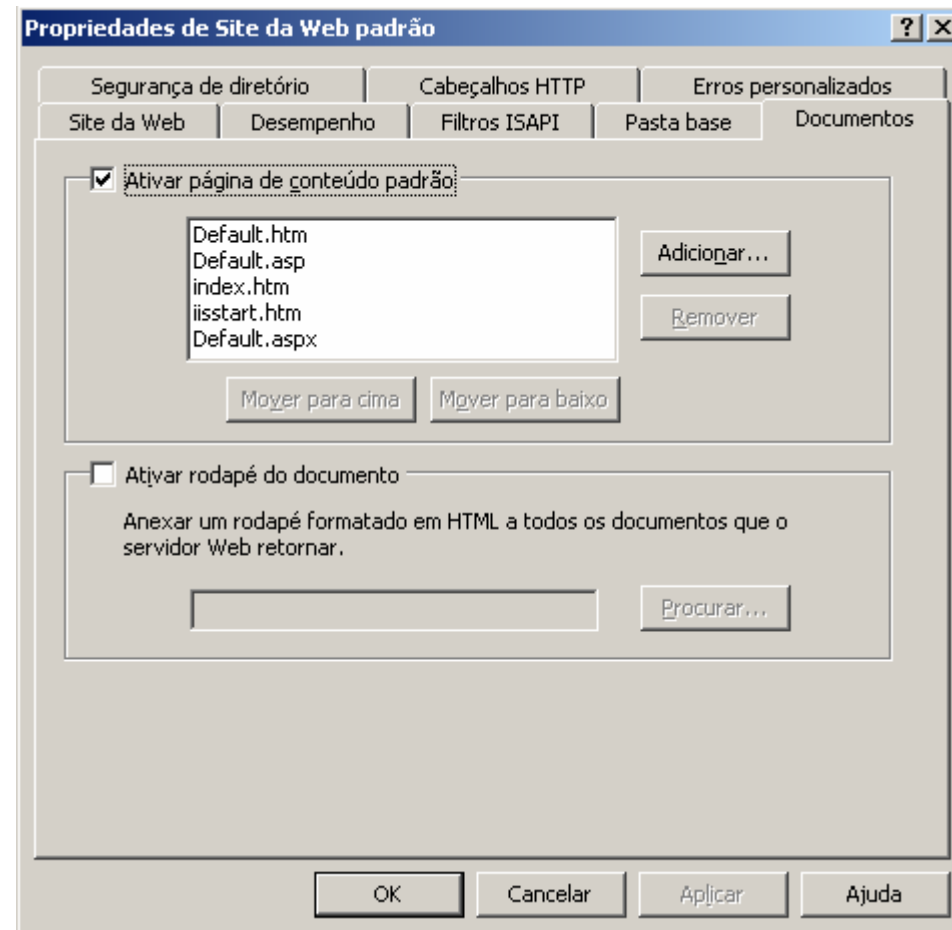 Propriedades de Site da Web padrão
Segurança de diretório Cabeçalhos HTTP Erros personalizados
Site da Web Desempenho Filtros ISAPI Pasta base Documentos
Ativar página de conteúdo padrão
Default.htm
Default.asp
index.htm
iisstart.htm
Default.aspx
Adicionar...
Remover
Mover para cima Mover para baixo
Ativar rodapé do documento
Anexar um rodapé formatado em HTML a todos os documentos que o
servidor Web retornar.
Procurar...
OK Cancelar Aplicar Ajuda